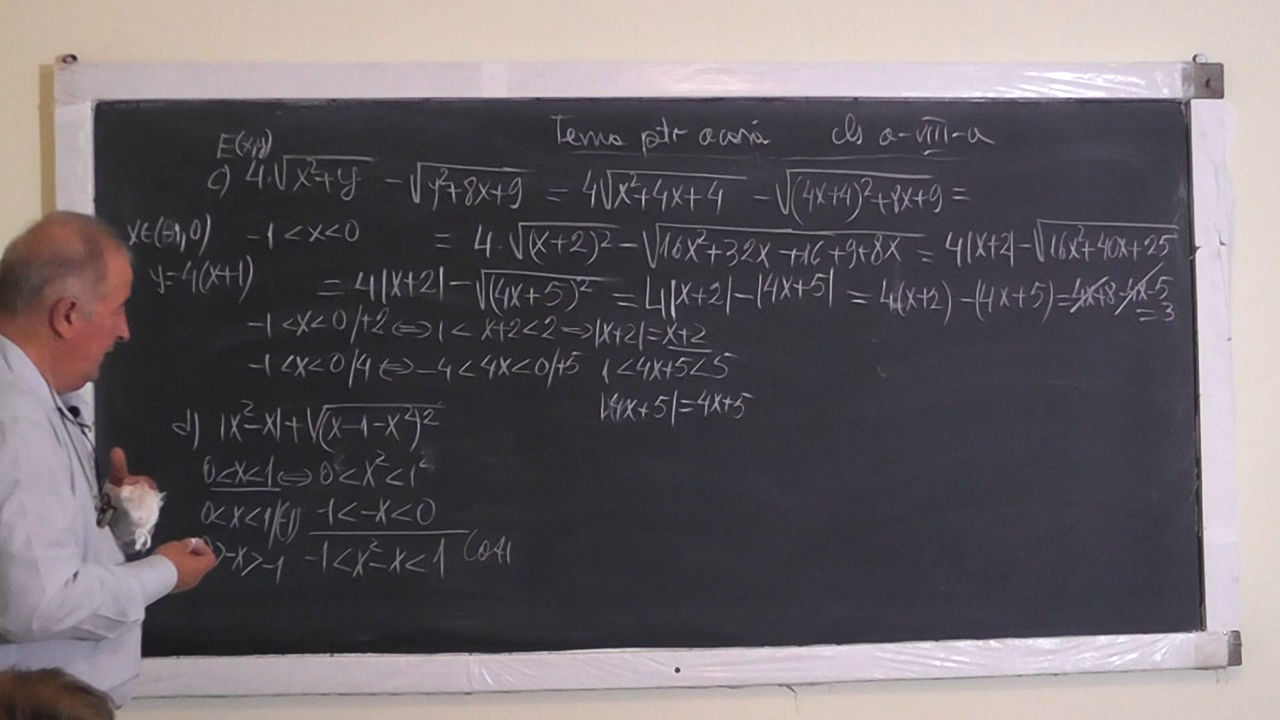 Tema ptr acasă cls a-VIII-a
E(x,y)
c) 4·√(x²+y) - √(y²+8x+9) = 4√(x²+4x+4) - √((4x+4)²+8x+9) =
x∈(-1,0) -1<x<0 = 4·√((x+2)²) - √(16x²+32x+16+9+8x) = 4|x+2| - √(16x²+40x+25)
y=4(x+1) = 4|x+2| - √((4x+5)²) = 4|x+2| - |4x+5| = 4(x+2) - (4x+5) = 4x+8-4x-5
=3
-1<x<0/+2 ⇔ 1<x+2<2 ⇒ |x+2|=x+2
-1<x<0/4 ⇔ -4<4x<0/+5 1<4x+5<5
|4x+5|=4x+5
d) |x²-x|+√((x-1-x²)²)
0<x<1 ⇔ 0²<x²<1²
0<x<1/(-1) -1<-x<0
0>-x>-1 -1<x²-x<1